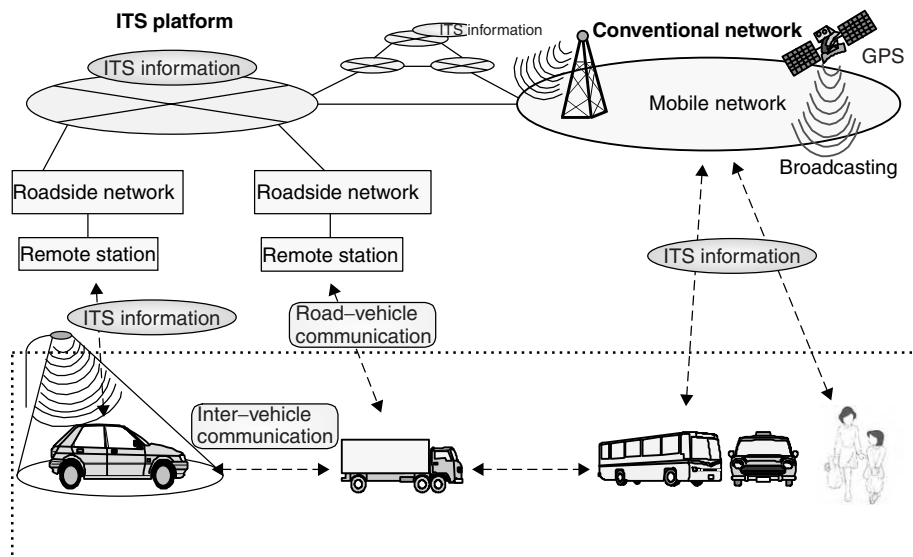 ITS platform
ITS information
Conventional network
GPS
ITS information
Mobile network
Broadcasting
Roadside network
Roadside network
Remote station
Remote station
ITS information
ITS information
Road–vehicle
communication
Inter–vehicle
communication